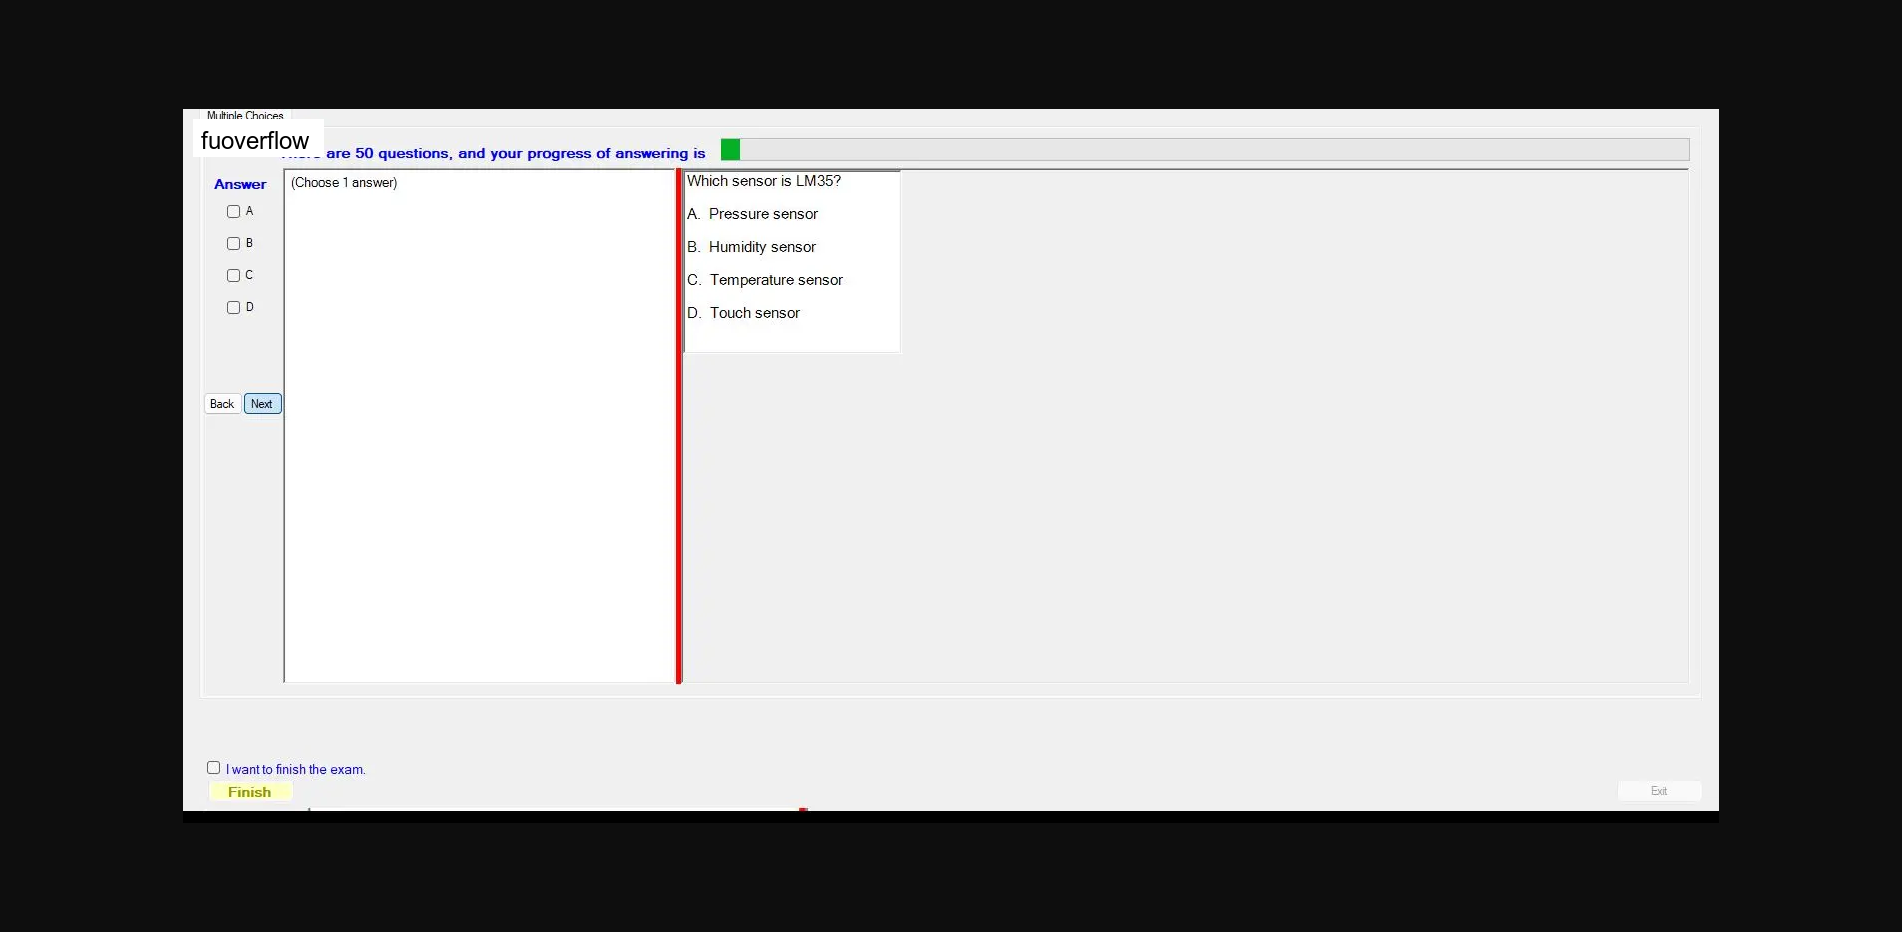 Multiple Choices
fuoverflow
are 50 questions, and your progress of answering is
Answer
(Choose 1 answer)
A
B
C
D
Back
Next
Which sensor is LM35?
A. Pressure sensor
B. Humidity sensor
C. Temperature sensor
D. Touch sensor
I want to finish the exam.
Finish
Exit